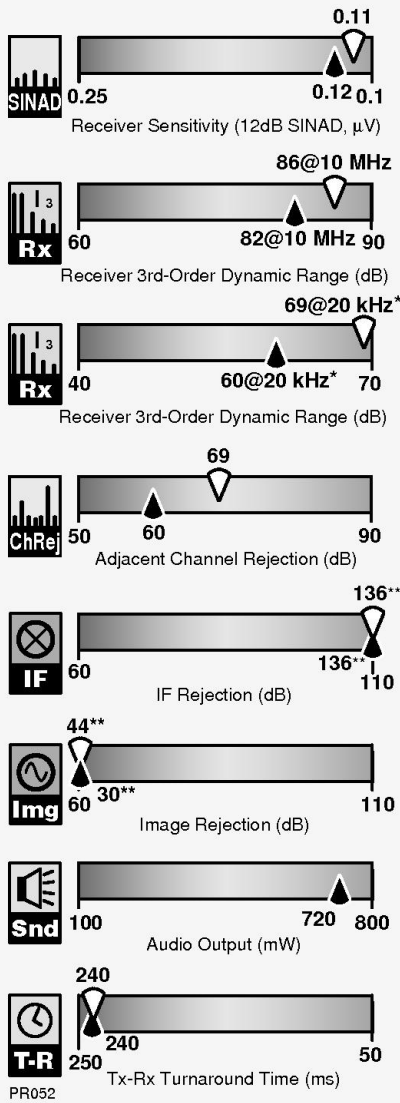 0.11
SINAD
0.25
0.12
0.1
Receiver Sensitivity (12dB SINAD, μV)
86@10 MHz
I 3
Rx
60
82@10 MHz
90
Receiver 3rd-Order Dynamic Range (dB)
69@20 kHz*
I 3
Rx
40
60@20 kHz*
70
Receiver 3rd-Order Dynamic Range (dB)
69
ChRej
50
60
90
Adjacent Channel Rejection (dB)
136**
IF
60
136**
110
IF Rejection (dB)
44**
Img
60
30**
110
Image Rejection (dB)
Snd
100
720
800
Audio Output (mW)
240
T-R
250
240
50
Tx-Rx Turnaround Time (ms)
PR052